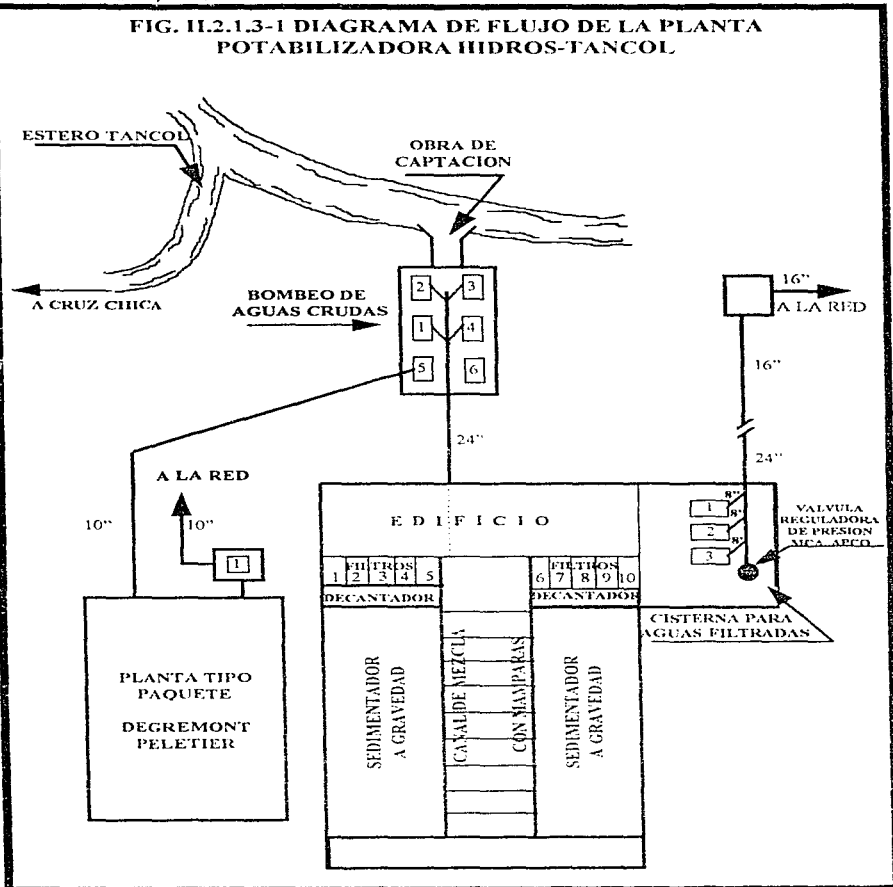 FIG. II.2.1.3-1 DIAGRAMA DE FLUJO DE LA PLANTA
POTABILIZADORA HIDROS-TANCOL
ESTERO TANCOL
OBRA DE
CAPTACION
A CRUZ CHICA
BOMBEO DE
AGUAS CRUDAS
2 3
1 4
5 6
16”
A LA RED
16”
24”
24”
A LA RED
10”
10”
1
EDIFICIO
8”
1
8”
2
8”
3
VALVULA
REGULADORA
DE PRESION
MCA. APCO
FILTROS
1 2 3 4 5
DECANTADOR
FILTROS
6 7 8 9 10
DECANTADOR
CISTERNA PARA
AGUAS FILTRADAS
PLANTA TIPO
PAQUETE
DEGREMONT
PELETIER
SEDIMENTADOR
A GRAVEDAD
CANAL DE MEZCLA
CON MAMPARAS
SEDIMENTADOR
A GRAVEDAD